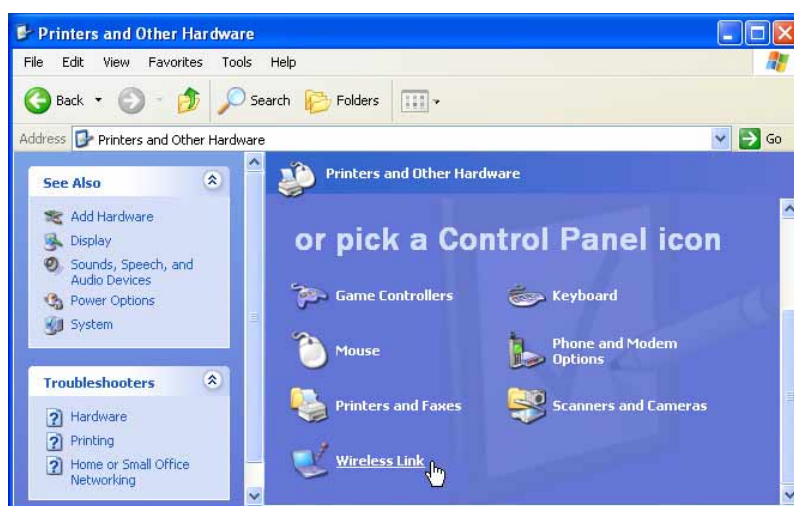 Printers and Other Hardware
File Edit View Favorites Tools Help
Back Search Folders
Address Printers and Other Hardware Go
See Also
Add Hardware
Display
Sounds, Speech, and
Audio Devices
Power Options
System
Troubleshooters
Hardware
Printing
Home or Small Office
Networking
Printers and Other Hardware
or pick a Control Panel icon
Game Controllers
Keyboard
Mouse
Phone and Modem
Options
Printers and Faxes
Scanners and Cameras
Wireless Link